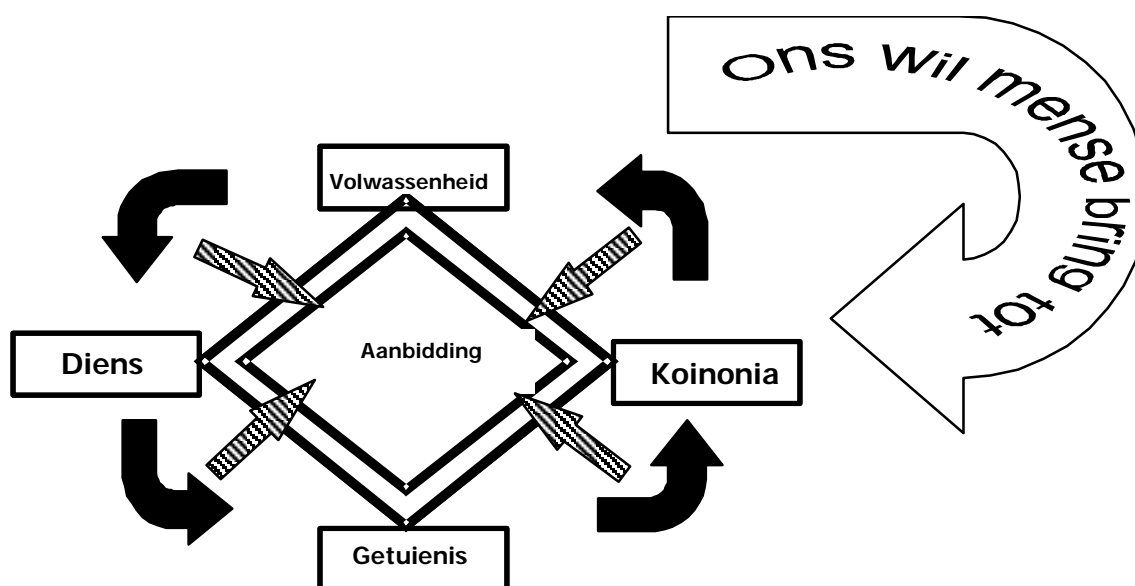 Ons wil mense bring tot
Volwassenheid
Diens
Aanbidding
Koinonia
Getuienis